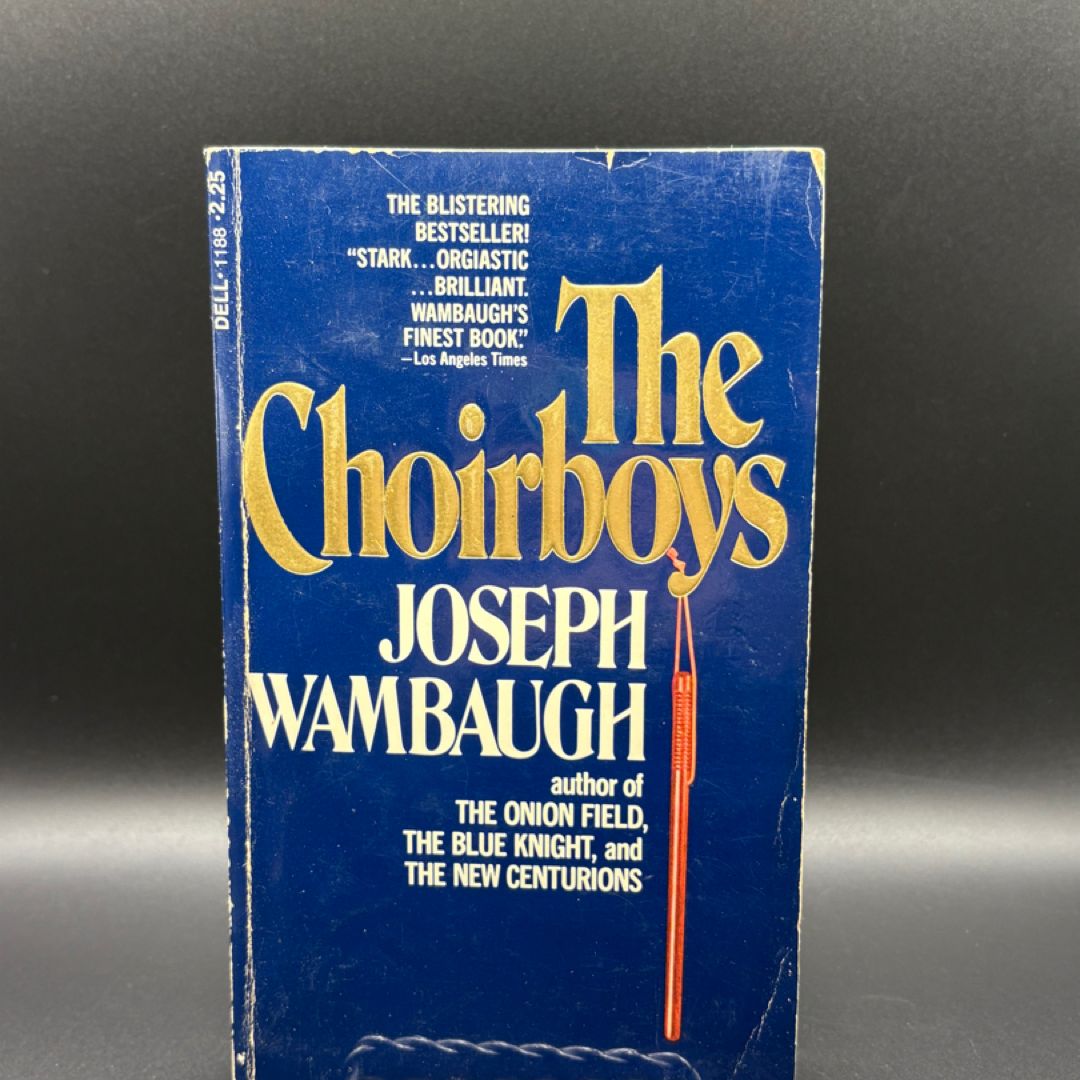 DELL • 1188 • 2.25
THE BLISTERING
BESTSELLER!
“STARK...ORGIASTIC
...BRILLIANT.
WAMBAUGH'S
FINEST BOOK.”
—Los Angeles Times
The
Choirboys
JOSEPH
WAMBAUGH
author of
THE ONION FIELD,
THE BLUE KNIGHT, and
THE NEW CENTURIONS